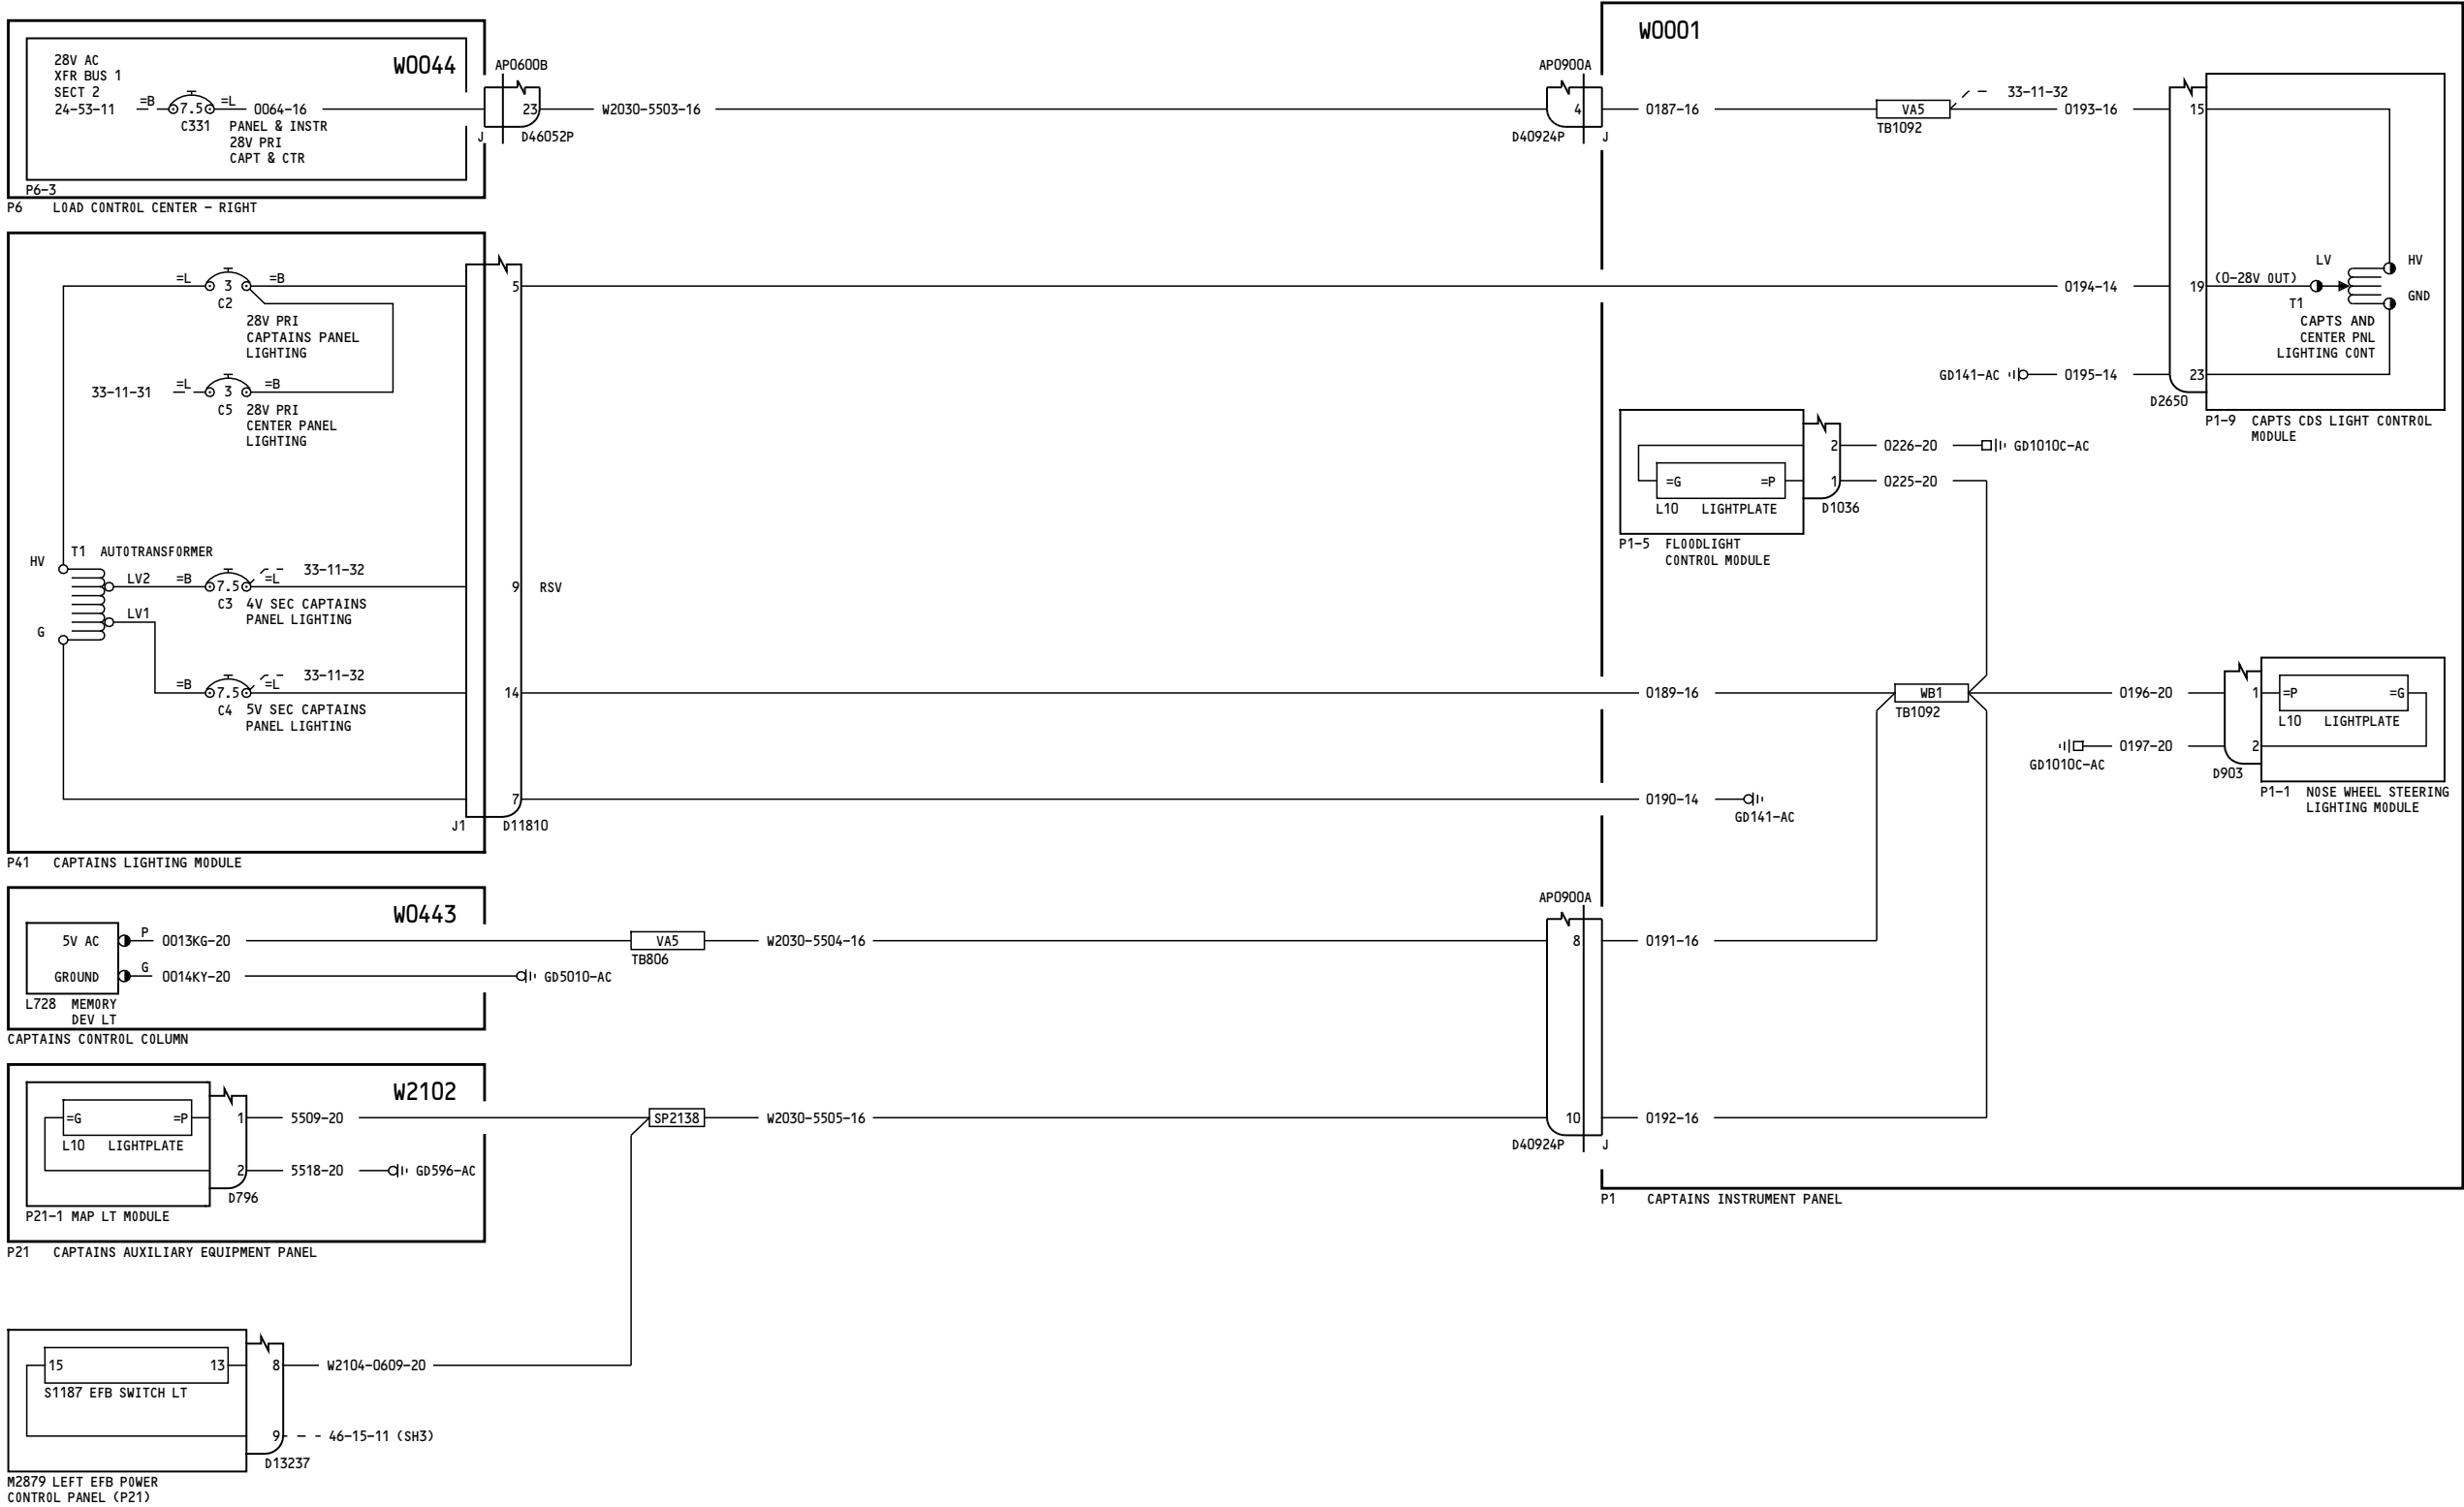 28V AC
XFR BUS 1
SECT 2
24-53-11
=B
7.5
=L
0064-16
C331
PANEL & INSTR
28V PRI
CAPT & CTR
W0044
P6-3
P6 LOAD CONTROL CENTER - RIGHT
AP0600B
23
J
D46052P
W2030-5503-16
AP0900A
4
D40924P
J
W0001
0187-16
VA5
TB1092
33-11-32
0193-16
15
LV
HV
0194-14
19
(0-28V OUT)
T1
GND
CAPTS AND
CENTER PNL
LIGHTING CONT
GD141-AC
0195-14
23
D2650
P1-9 CAPTS CDS LIGHT CONTROL
MODULE
=L
3
=B
C2
5
28V PRI
CAPTAINS PANEL
LIGHTING
33-11-31
=L
3
=B
C5
28V PRI
CENTER PANEL
LIGHTING
2
0226-20
GD1010C-AC
=G
=P
1
0225-20
L10 LIGHTPLATE
D1036
P1-5 FLOODLIGHT
CONTROL MODULE
T1 AUTOTRANSFORMER
HV
LV2
=B
7.5
=L
33-11-32
C3
4V SEC CAPTAINS
PANEL LIGHTING
9
RSV
LV1
G
=B
7.5
=L
33-11-32
C4
5V SEC CAPTAINS
PANEL LIGHTING
14
0189-16
WB1
TB1092
0196-20
1
=P
=G
L10 LIGHTPLATE
0197-20
2
GD1010C-AC
D903
P1-1 NOSE WHEEL STEERING
LIGHTING MODULE
7
0190-14
GD141-AC
J1
D11810
P41 CAPTAINS LIGHTING MODULE
W0443
5V AC
P
0013KG-20
VA5
TB806
W2030-5504-16
AP0900A
8
0191-16
GROUND
G
0014KY-20
GD5010-AC
L728 MEMORY
DEV LT
CAPTAINS CONTROL COLUMN
W2102
=G
=P
1
5509-20
SP2138
W2030-5505-16
10
0192-16
L10 LIGHTPLATE
D40924P
J
2
5518-20
GD596-AC
D796
P21-1 MAP LT MODULE
P21 CAPTAINS AUXILIARY EQUIPMENT PANEL
P1 CAPTAINS INSTRUMENT PANEL
15
13
8
W2104-0609-20
S1187 EFB SWITCH LT
9
46-15-11 (SH3)
D13237
M2879 LEFT EFB POWER
CONTROL PANEL (P21)